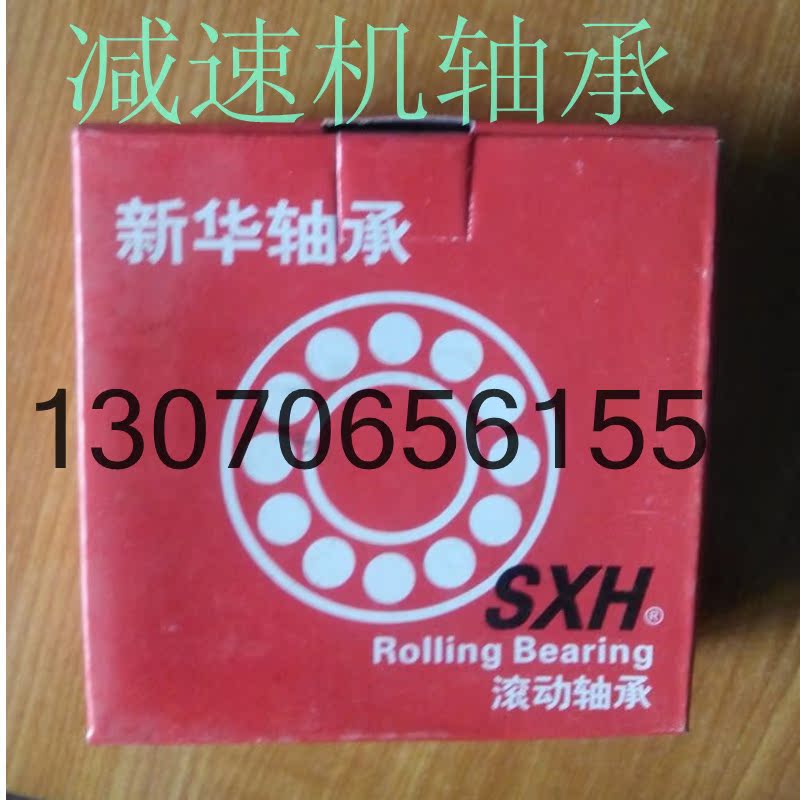 减速机轴承
新华轴承
13070656155
SXH®
Rolling Bearing
滚动轴承